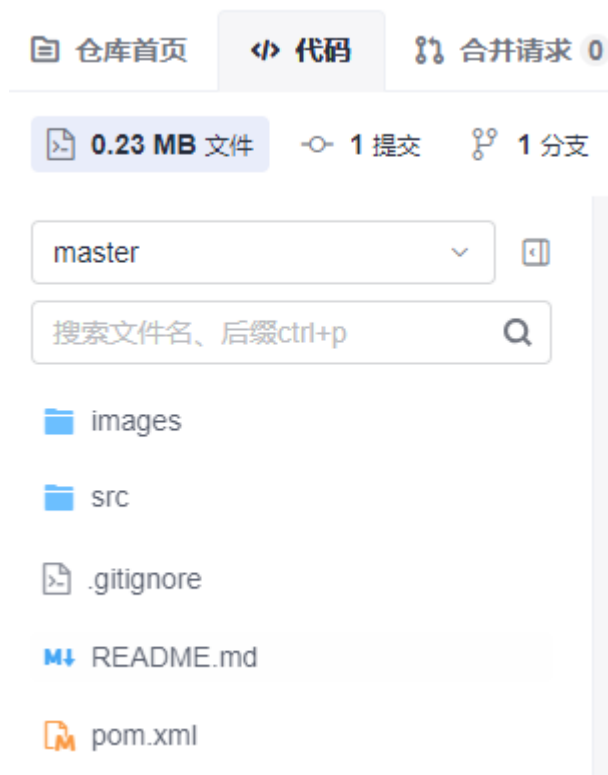 仓库首页 代码 合并请求 0
0.23 MB 文件 1 提交 1 分支
master
搜索文件名、后缀ctrl+p
images
src
.gitignore
README.md
pom.xml